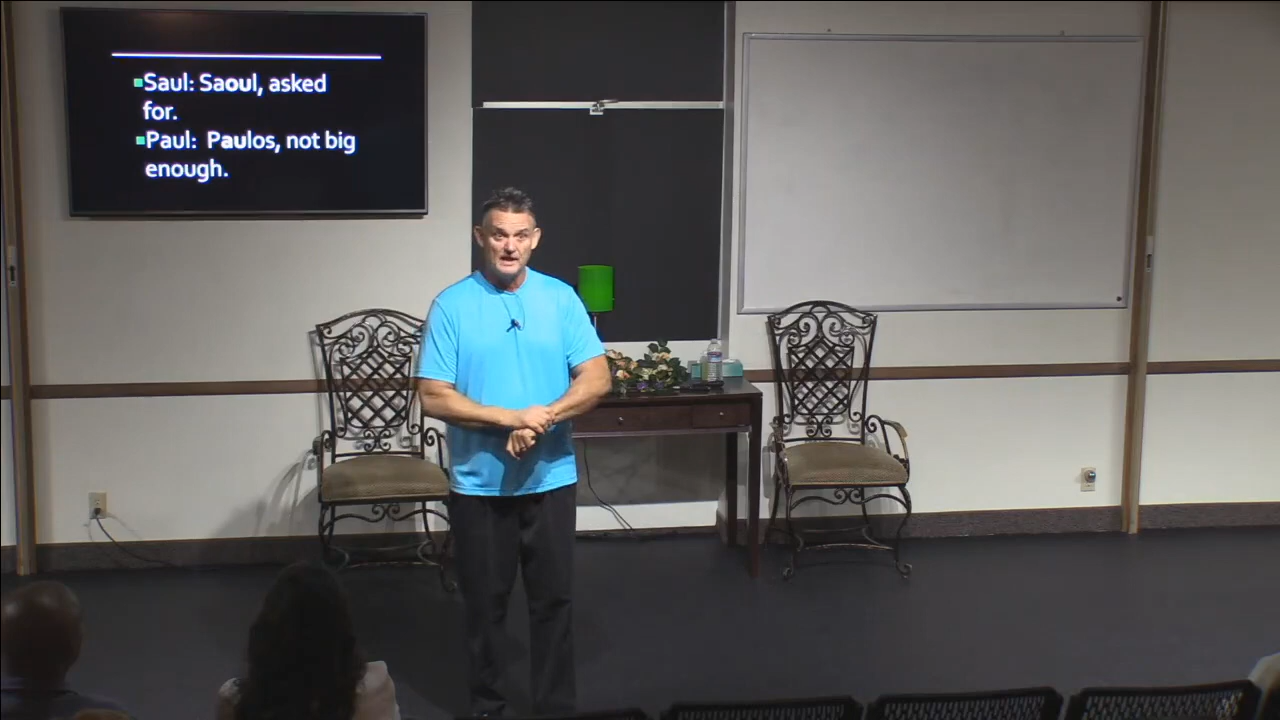 ▪Saul: Saoul, asked
for.
▪Paul:  Paulos, not big
enough.